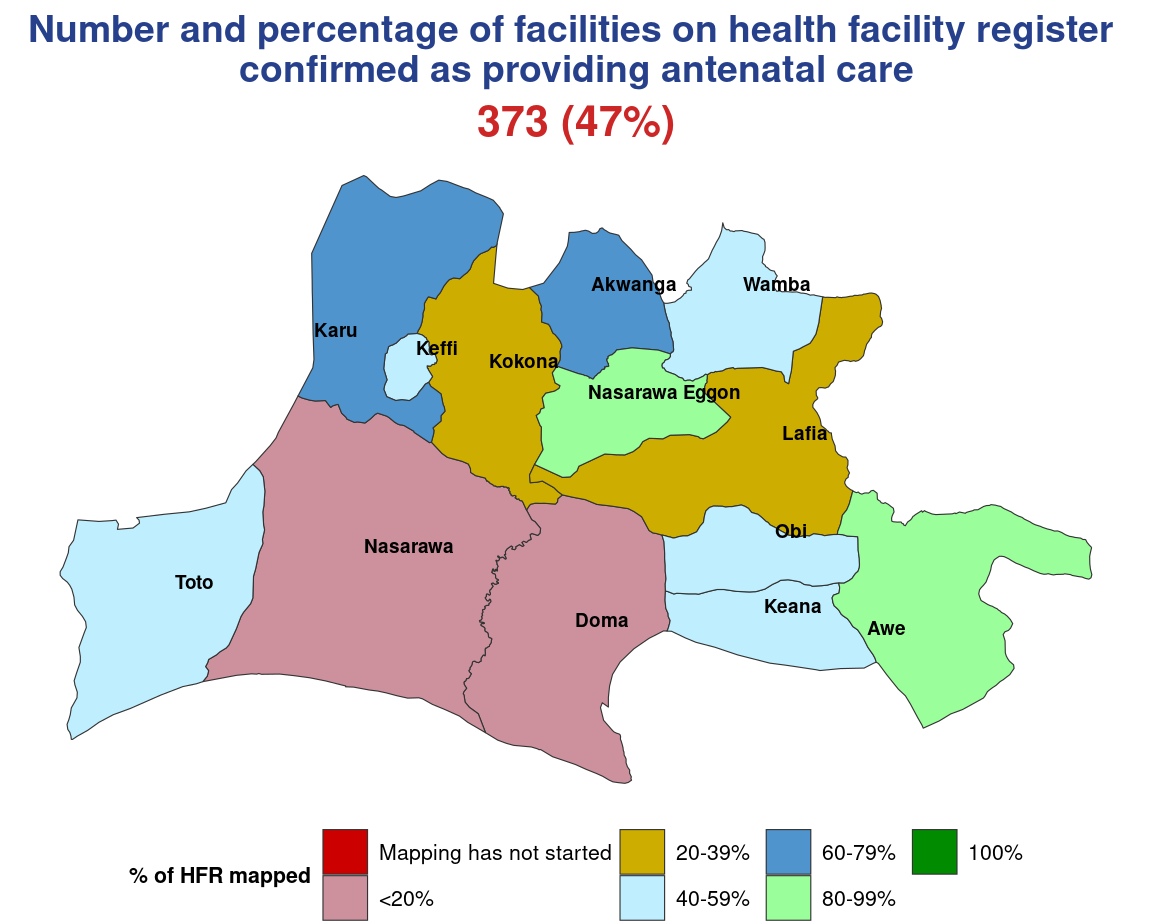 Number and percentage of facilities on health facility register
confirmed as providing antenatal care
373 (47%)
Akwanga
Wamba
Karu
Keffi
Kokona
Nasarawa Eggon
Lafia
Obi
Nasarawa
Toto
Keana
Doma
Awe
% of HFR mapped
Mapping has not started
<20%
20-39%
40-59%
60-79%
80-99%
100%